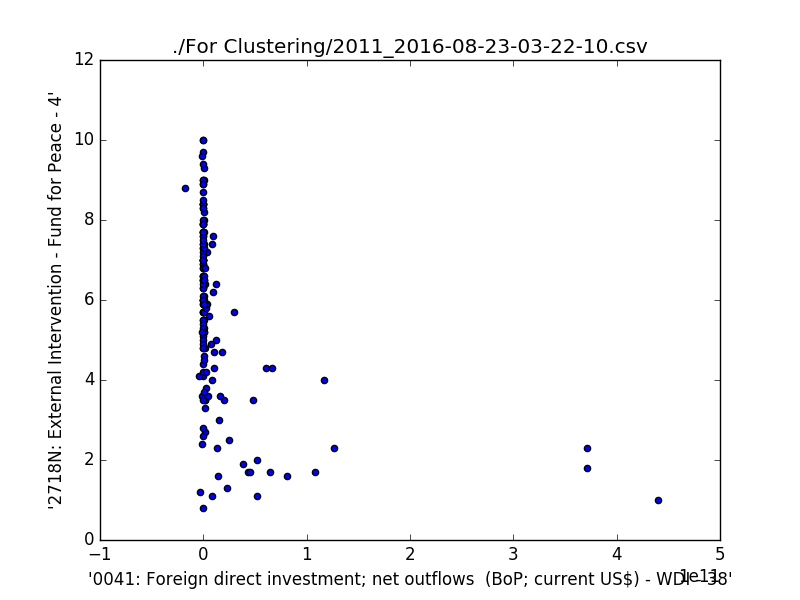 ./For Clustering/2011_2016-08-23-03-22-10.csv
12
10
8
6
4
2
0
'2718N: External Intervention - Fund for Peace - 4'
−1 0 1 2 3 4 5
1e11
'0041: Foreign direct investment; net outflows (BoP; current US$) - WDI - 38'